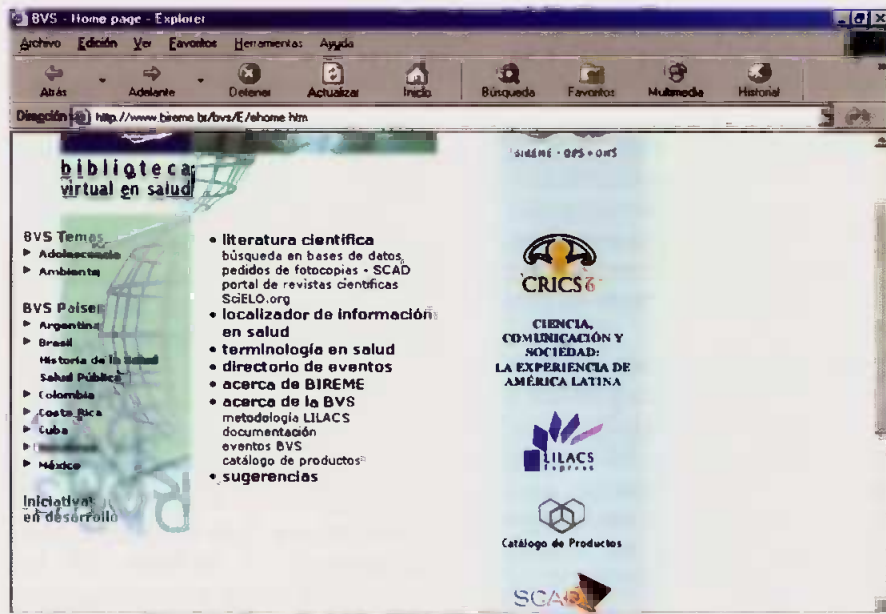 BVS - Home page - Explorer
Archivo Edición Ver Favoritos Herramientas Ayuda
Atrás Adelante Detener Actualizar Inicio Búsqueda Favoritos Multimedia Historial
Dirección http://www.bireme.br/bvs/E/ehome.htm
BIREME • OPS • OMS
biblioteca
virtual en salud
BVS Temas
Adolescencia
Ambiente
BVS Países
Argentina
Brasil
Historia de la Salud
Salud Pública
Colombia
Costa Rica
Cuba
México
Iniciativas
en desarrollo
• literatura científica
búsqueda en bases de datos
pedidos de fotocopias - SCAD
portal de revistas científicas
SciELO.org
• localizador de información
en salud
• terminología en salud
• directorio de eventos
• acerca de BIREME
• acerca de la BVS
metodología LILACS
documentación
eventos BVS
catálogo de productos
• sugerencias
CRICS 6
CIENCIA,
COMUNICACIÓN Y
SOCIEDAD:
LA EXPERIENCIA DE
AMÉRICA LATINA
LILACS
Express
Catálogo de Productos
SCAD